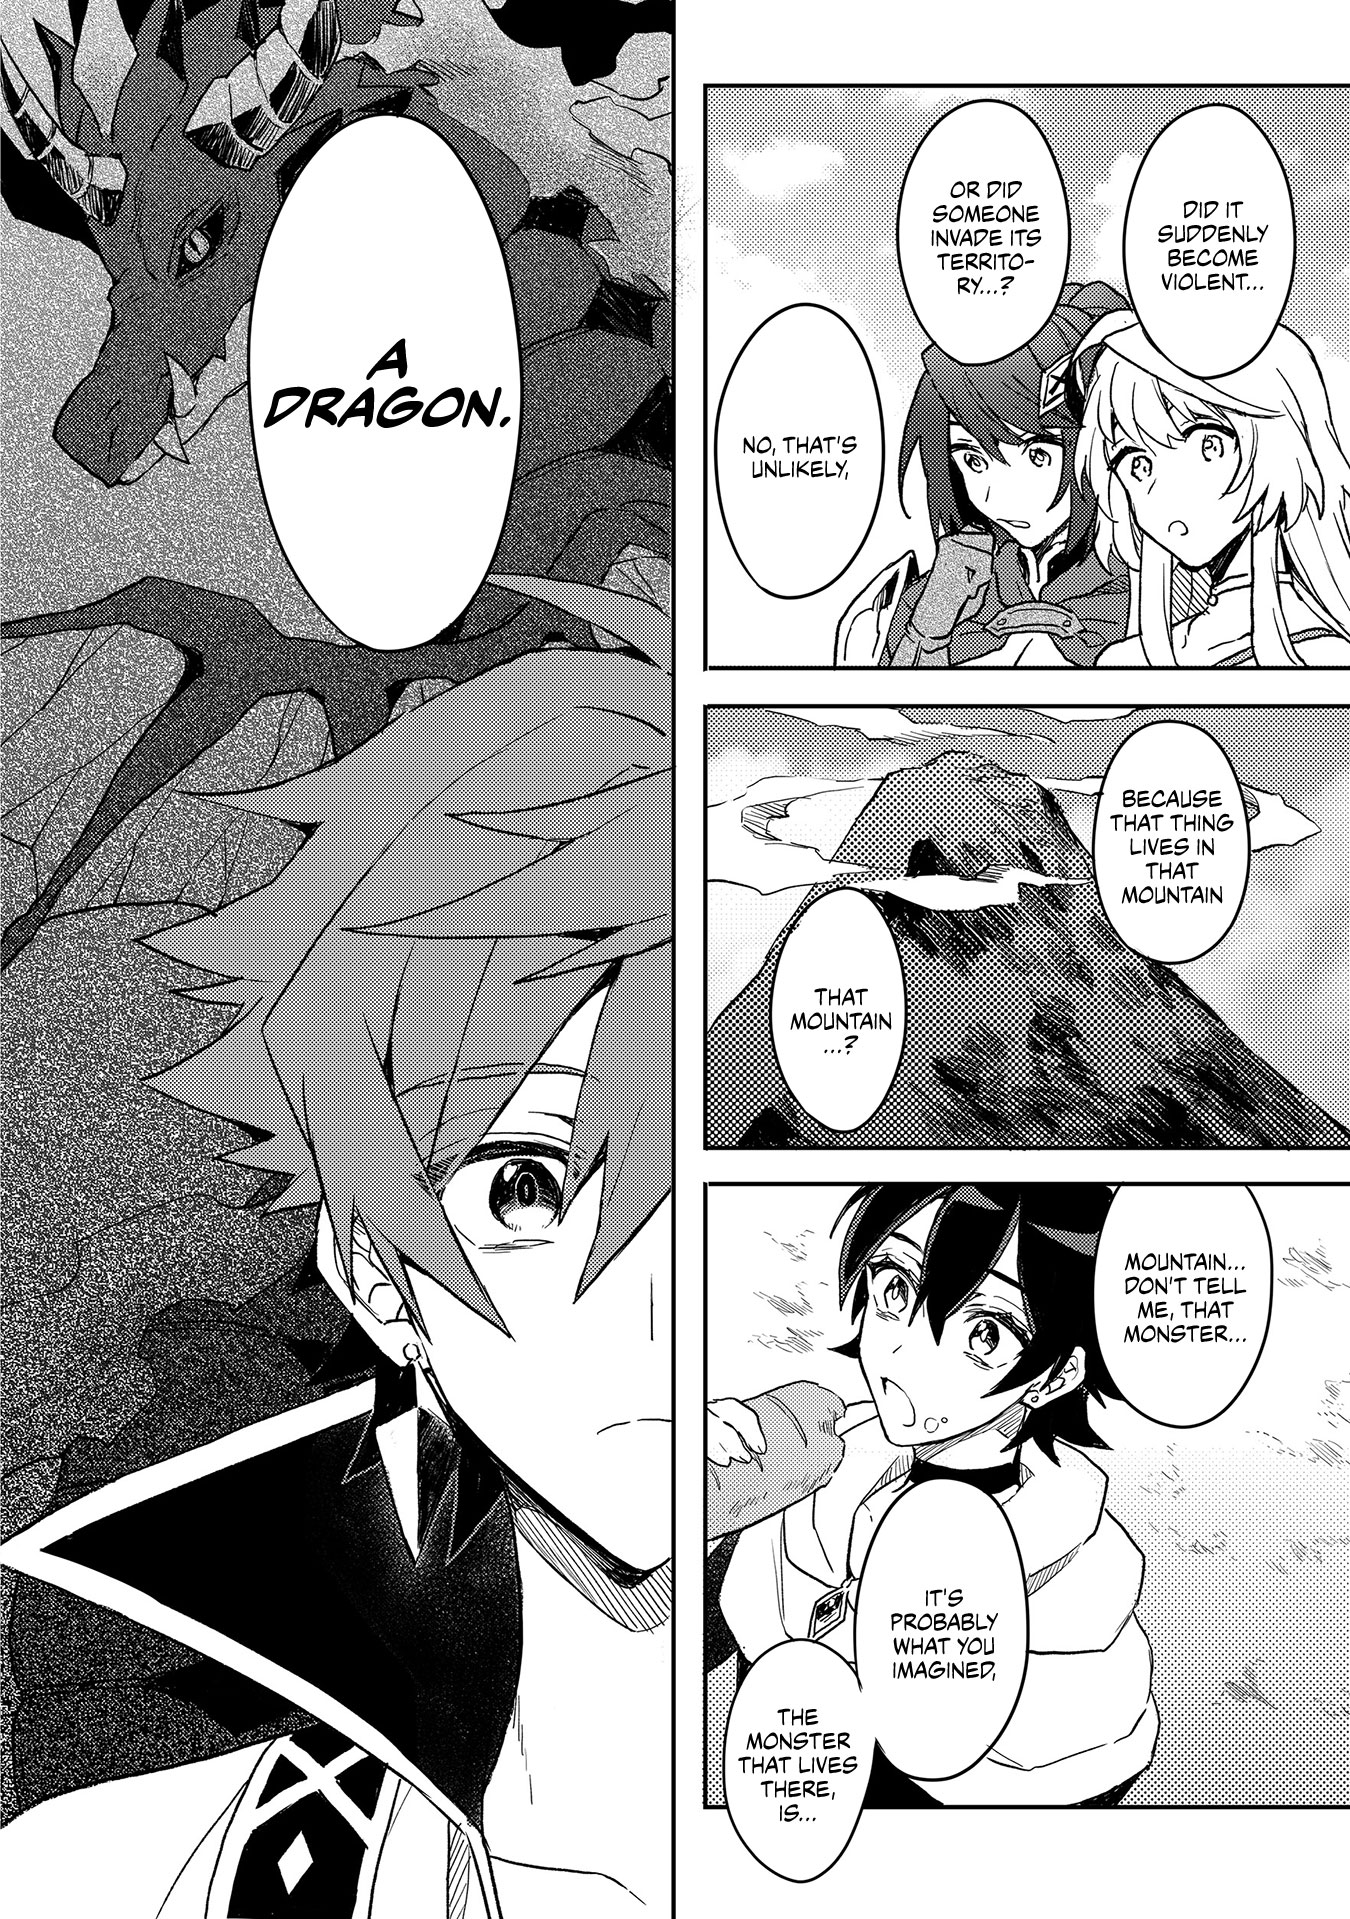 DID IT
SUDDENLY
BECOME
VIOLENT...
OR DID
SOMEONE
INVADE ITS
TERRITO-
RY...?
NO, THAT'S
UNLIKELY,
BECAUSE
THAT THING
LIVES IN
THAT
MOUNTAIN
THAT
MOUNTAIN
...?
MOUNTAIN...
DON'T TELL
ME, THAT
MONSTER...
IT'S
PROBABLY
WHAT YOU
IMAGINED,
THE
MONSTER
THAT LIVES
THERE,
IS...
A
DRAGON.